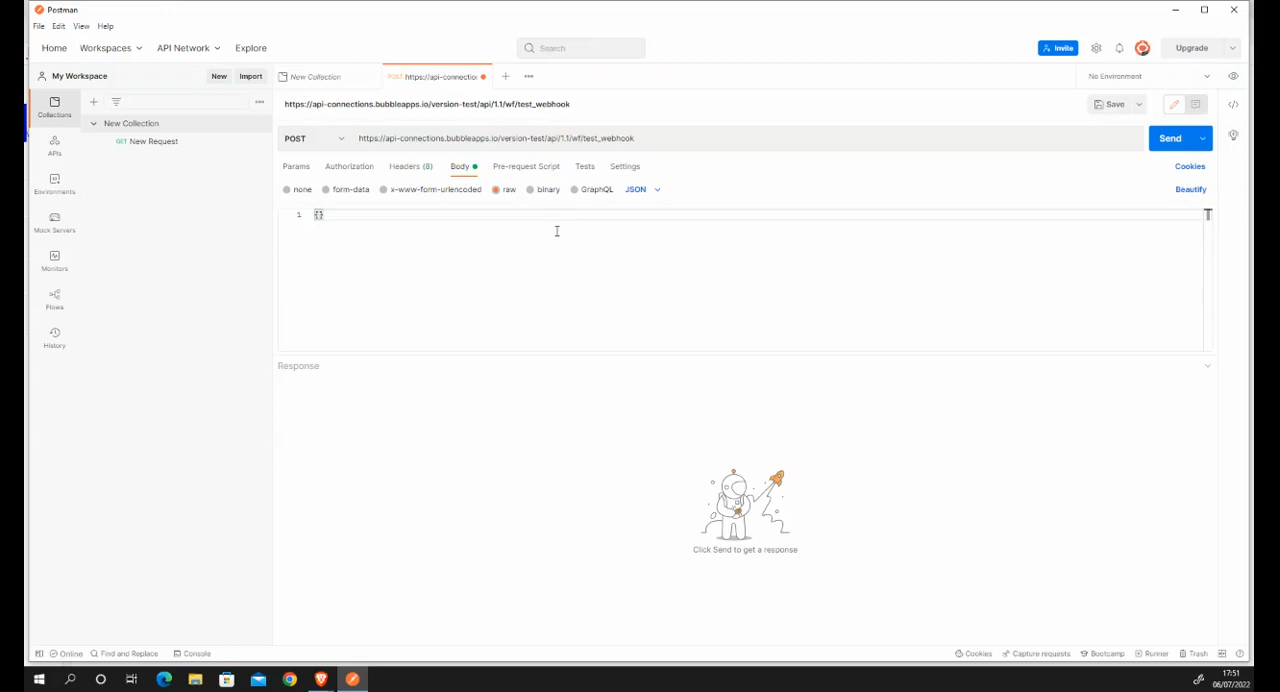 Postman
File Edit View Help
Home Workspaces API Network Explore Search Invite Upgrade
My Workspace New Import New Collection POST https://api-connection No Environment
https://api-connections.bubbleapps.io/version-test/api/1.1/wf/test_webhook Save
Collections
New Collection
GET New Request
POST https://api-connections.bubbleapps.io/version-test/api/1.1/wf/test_webhook Send
APIs
Params Authorization Headers (8) Body Pre-request Script Tests Settings Cookies
Environments
none form-data x-www-form-urlencoded raw binary GraphQL JSON Beautify
1 {}
Mock Servers
Monitors
Flows
History
Response
Click Send to get a response
Online Find and Replace Console Cookies Capture requests Bootcamp Runner Trash
17:51
06/07/2022